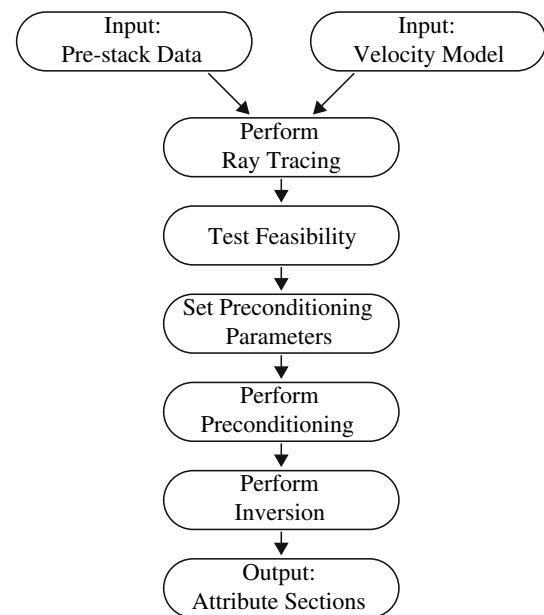 Input:
Pre-stack Data
Input:
Velocity Model
Perform
Ray Tracing
Test Feasibility
Set Preconditioning
Parameters
Perform
Preconditioning
Perform
Inversion
Output:
Attribute Sections